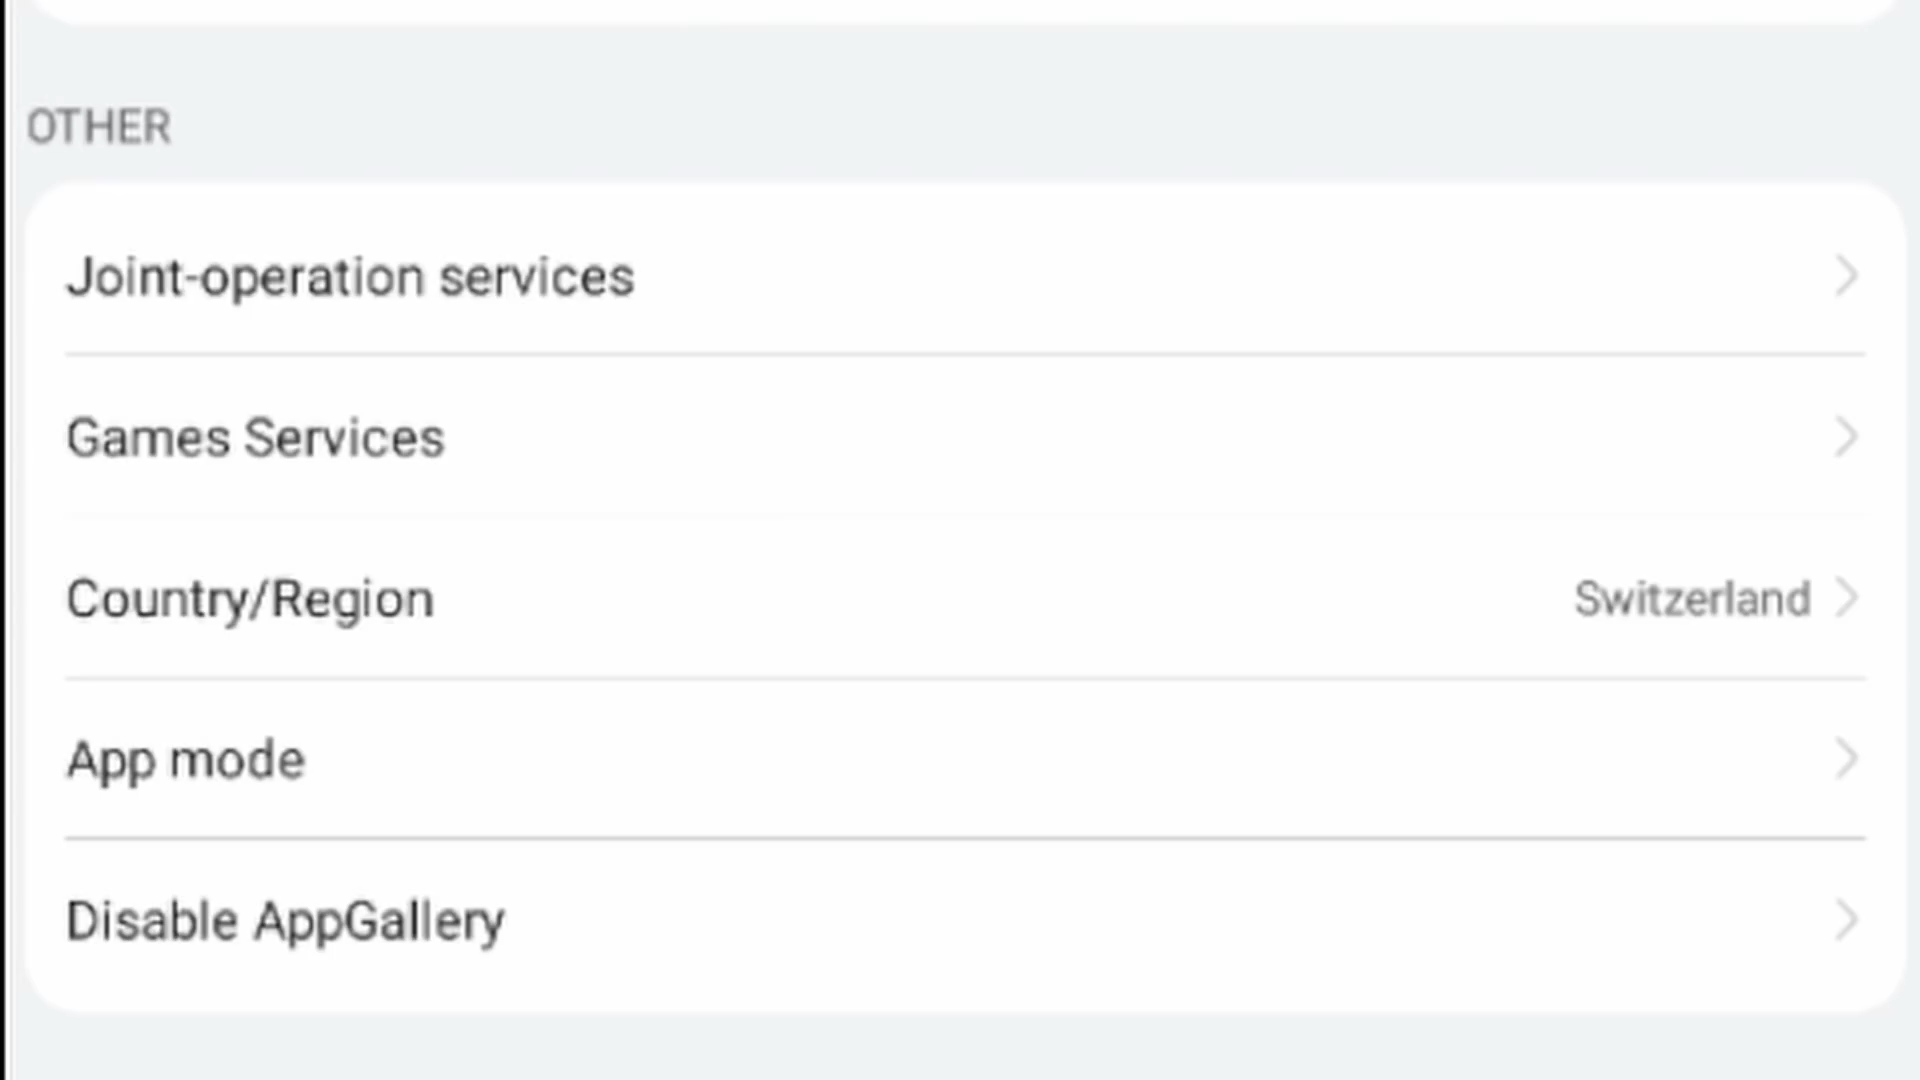 OTHER
Joint-operation services
Games Services
Country/Region Switzerland
App mode
Disable AppGallery